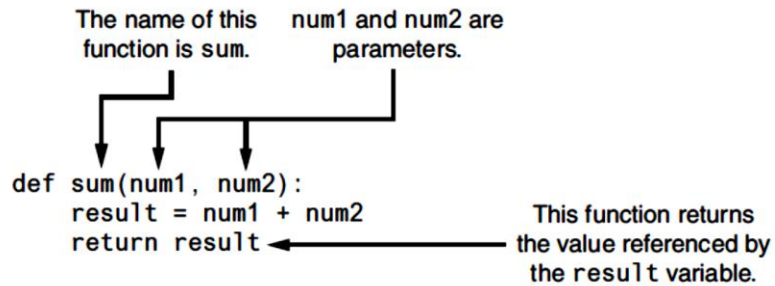 The name of this
function is sum.
num1 and num2 are
parameters.
def sum(num1, num2):
    result = num1 + num2
    return result
This function returns
the value referenced by
the result variable.